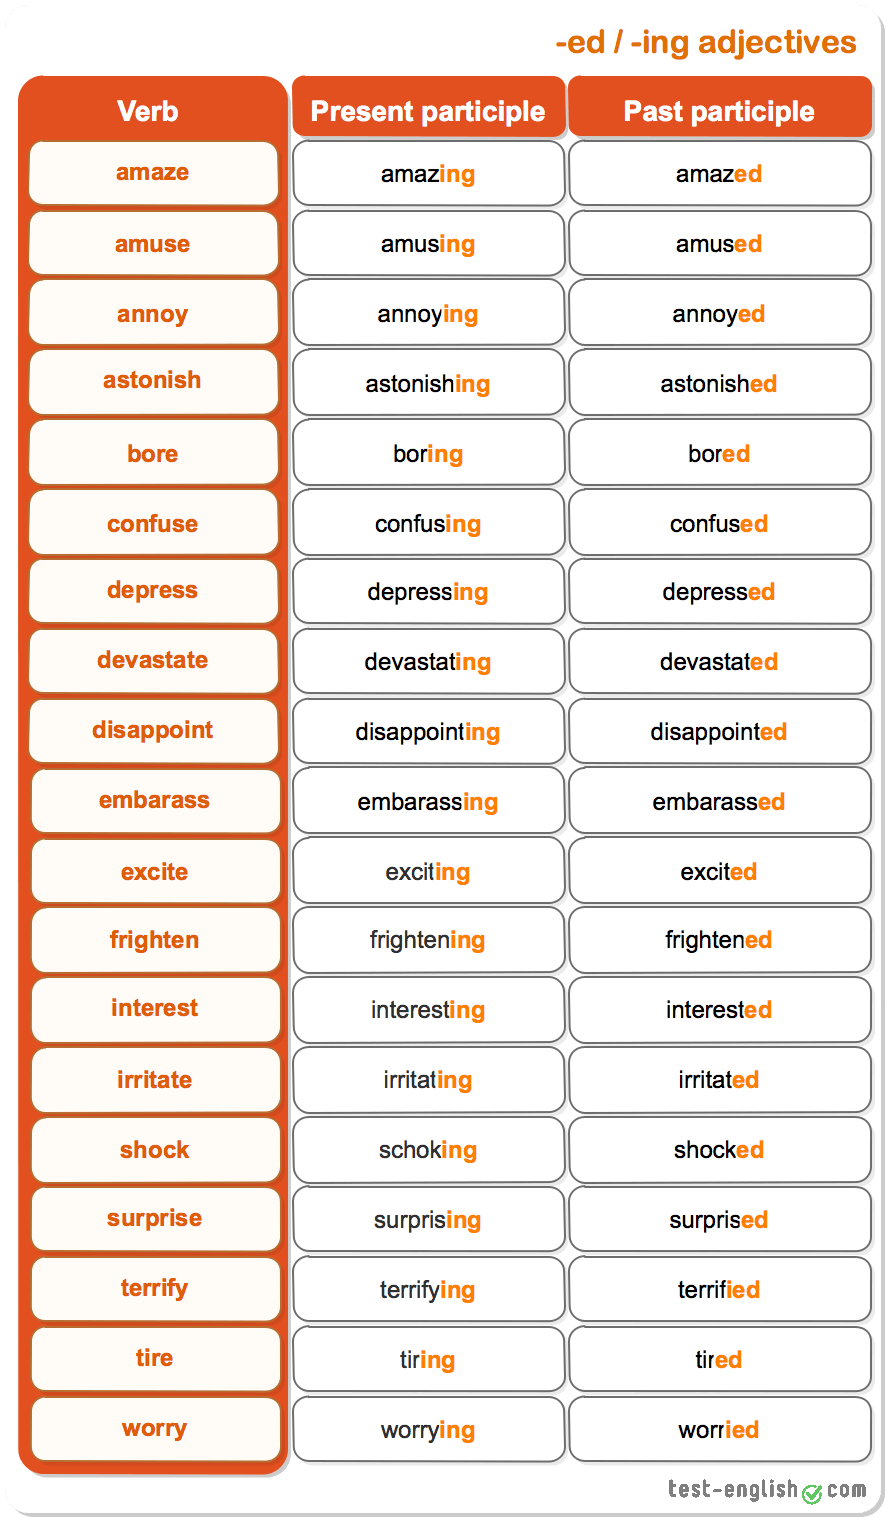 -ed / -ing adjectives
Verb Present participle Past participle
amaze amazing amazed
amuse amusing amused
annoy annoying annoyed
astonish astonishing astonished
bore boring bored
confuse confusing confused
depress depressing depressed
devastate devastating devastated
disappoint disappointing disappointed
embarass embarassing embarassed
excite exciting excited
frighten frightening frightened
interest interesting interested
irritate irritating irritated
shock schoking shocked
surprise surprising surprised
terrify terrifying terrified
tire tiring tired
worry worrying worried
test-english.com